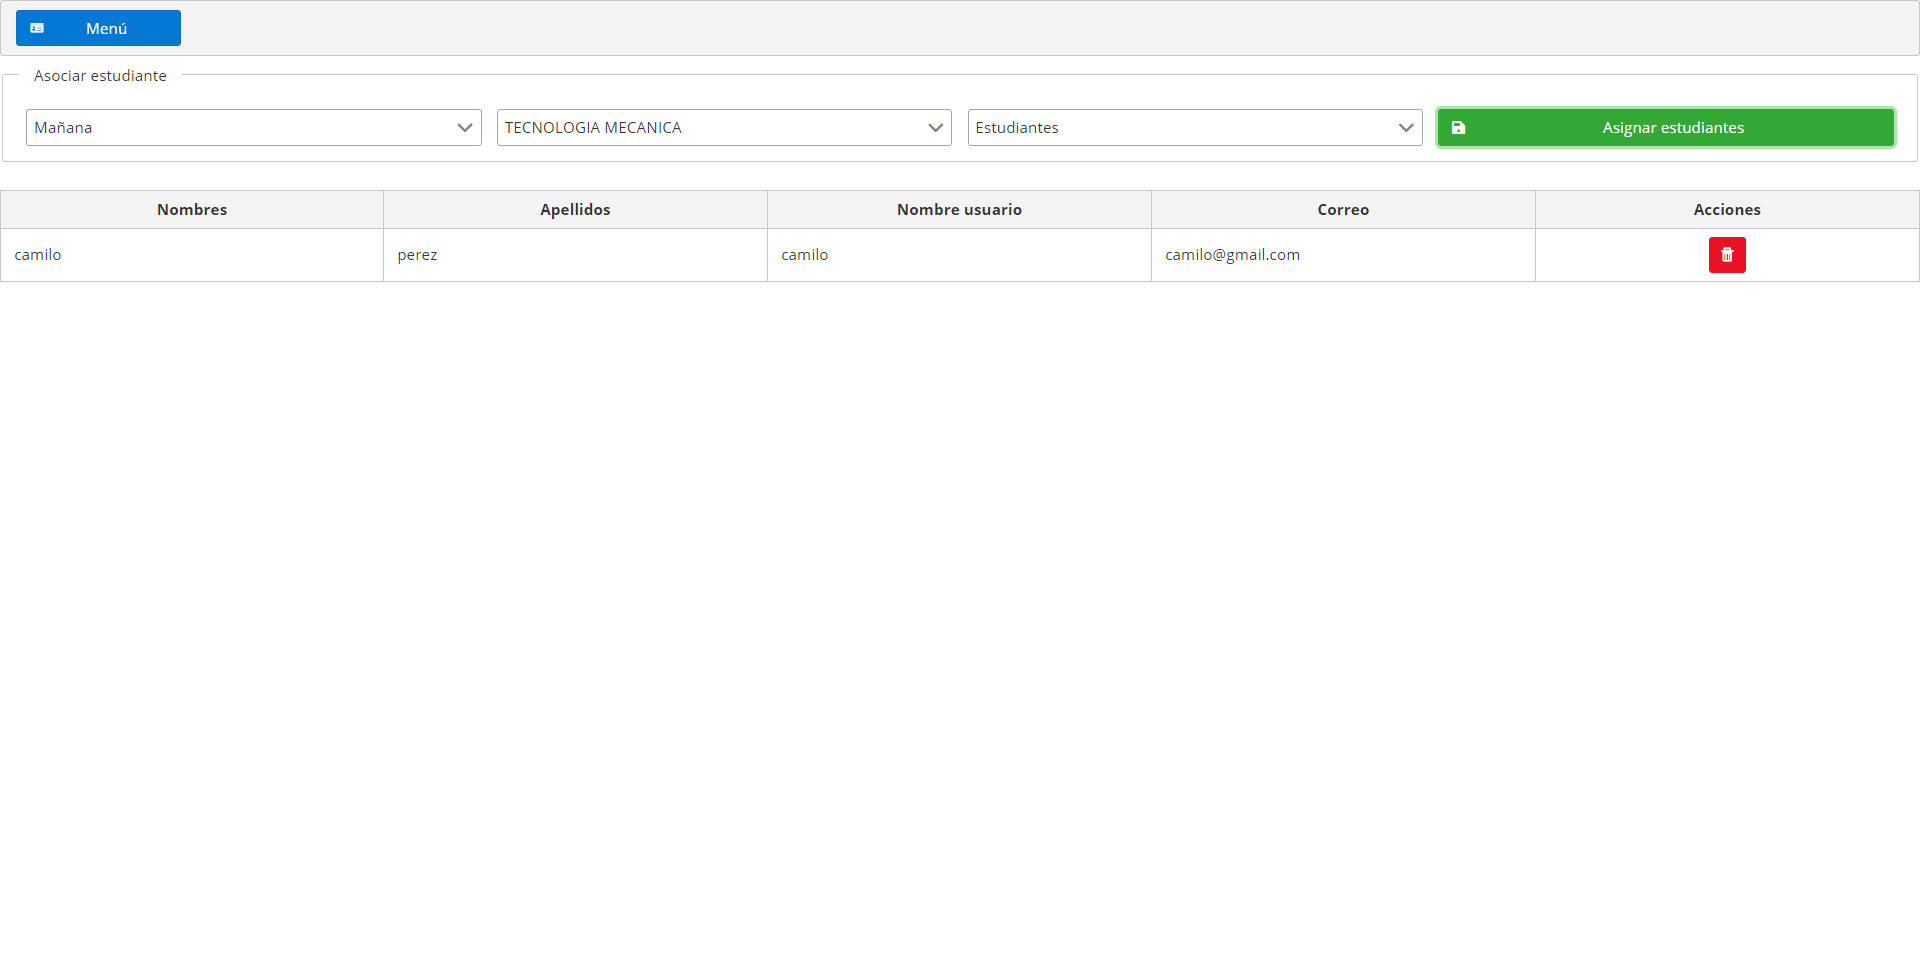 Menú
Asociar estudiante
Mañana TECNOLOGIA MECANICA Estudiantes Asignar estudiantes
Nombres Apellidos Nombre usuario Correo Acciones
camilo perez camilo camilo@gmail.com